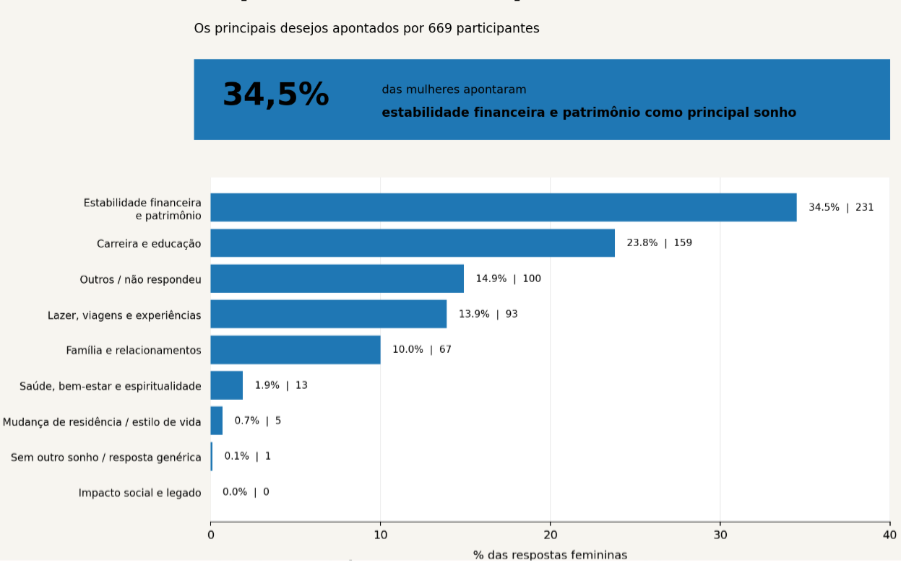 Os principais desejos apontados por 669 participantes
34,5%
das mulheres apontaram
estabilidade financeira e patrimônio como principal sonho
Estabilidade financeira
e patrimônio
34.5% | 231
Carreira e educação
23.8% | 159
Outros / não respondeu
14.9% | 100
Lazer, viagens e experiências
13.9% | 93
Família e relacionamentos
10.0% | 67
Saúde, bem-estar e espiritualidade
1.9% | 13
Mudança de residência / estilo de vida
0.7% | 5
Sem outro sonho / resposta genérica
0.1% | 1
Impacto social e legado
0.0% | 0
0 10 20 30 40
% das respostas femininas